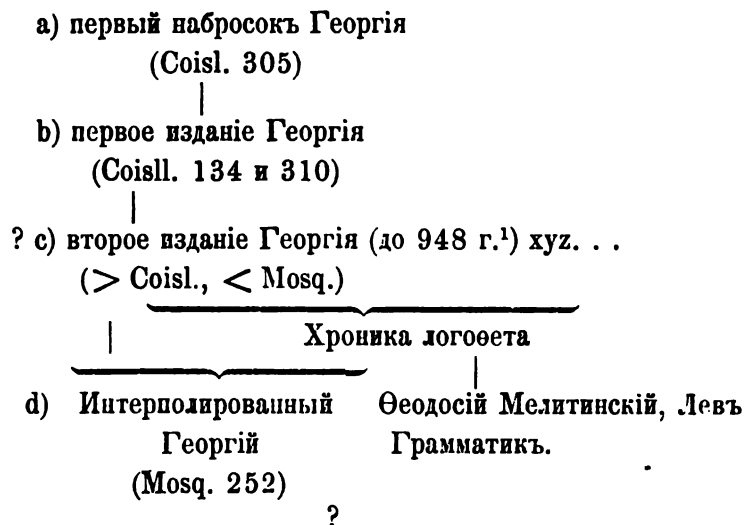 a) первый набросокъ Георгія
(Coisl. 305)
b) первое изданіе Георгія
(Coisll. 134 и 310)
? c) второе изданіе Георгія (до 948 г.¹) xyz. . .
(> Coisl., < Mosq.)
Хроника логоѳета
d) Интерполированный Ѳеодосій Мелитинскій, Левъ
Георгій Грамматикъ.
(Mosq. 252)
?